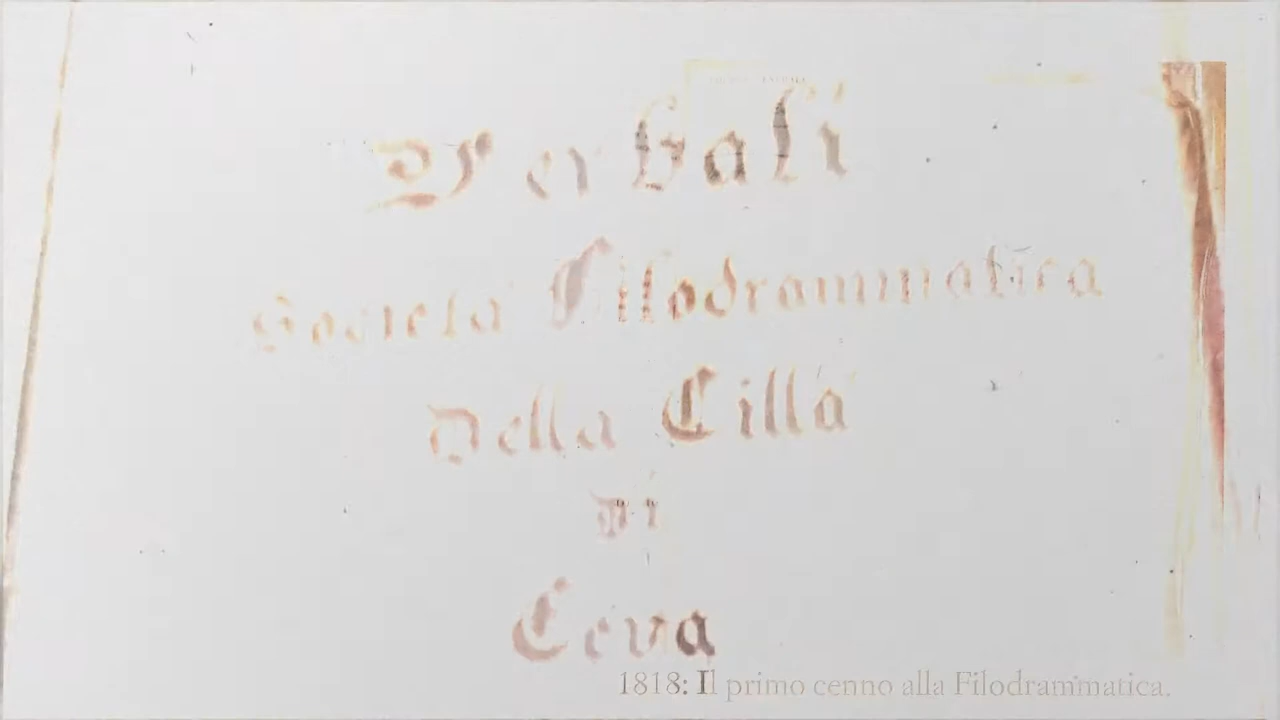 Verbali
Società Filodrammatica
Della Città
Di
Ceva
1818: Il primo cenno alla Filodrammatica.